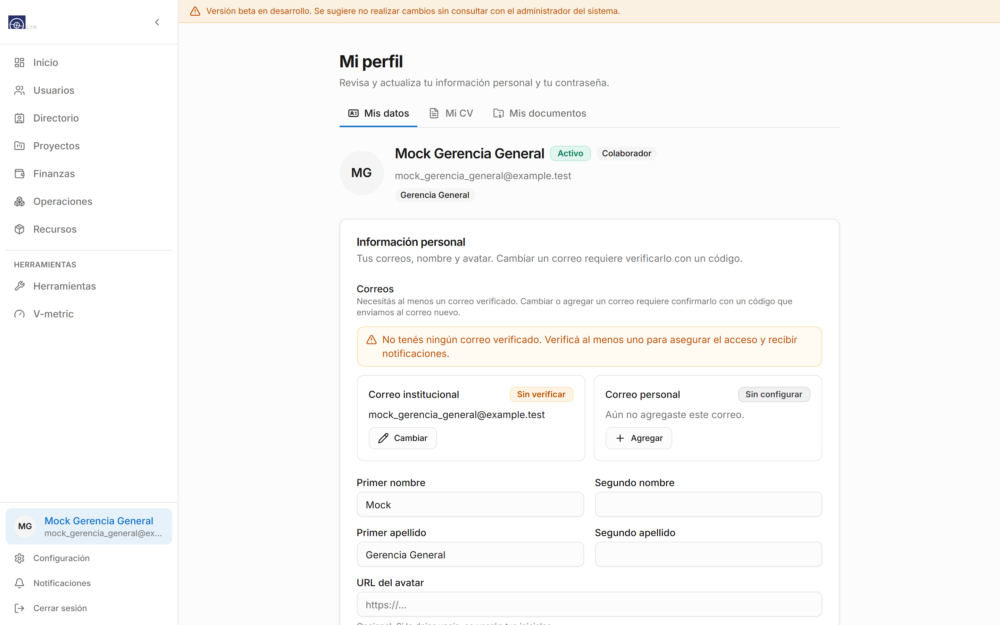 Link
Inicio
Usuarios
Directorio
Proyectos
Finanzas
Operaciones
Recursos
HERRAMIENTAS
Herramientas
V-metric
MG
Mock Gerencia General
mock_gerencia_general@ex...
Configuración
Notificaciones
Cerrar sesión
Versión beta en desarrollo. Se sugiere no realizar cambios sin consultar con el administrador del sistema.
Mi perfil
Revisa y actualiza tu información personal y tu contraseña.
Mis datos
Mi CV
Mis documentos
MG
Mock Gerencia General
Activo
Colaborador
mock_gerencia_general@example.test
Gerencia General
Información personal
Tus correos, nombre y avatar. Cambiar un correo requiere verificarlo con un código.
Correos
Necesitás al menos un correo verificado. Cambiar o agregar un correo requiere confirmarlo con un código que
enviamos al correo nuevo.
No tenés ningún correo verificado. Verificá al menos uno para asegurar el acceso y recibir
notificaciones.
Correo institucional
Sin verificar
mock_gerencia_general@example.test
Cambiar
Correo personal
Sin configurar
Aún no agregaste este correo.
Agregar
Primer nombre
Mock
Segundo nombre
Primer apellido
Gerencia General
Segundo apellido
URL del avatar
https://...